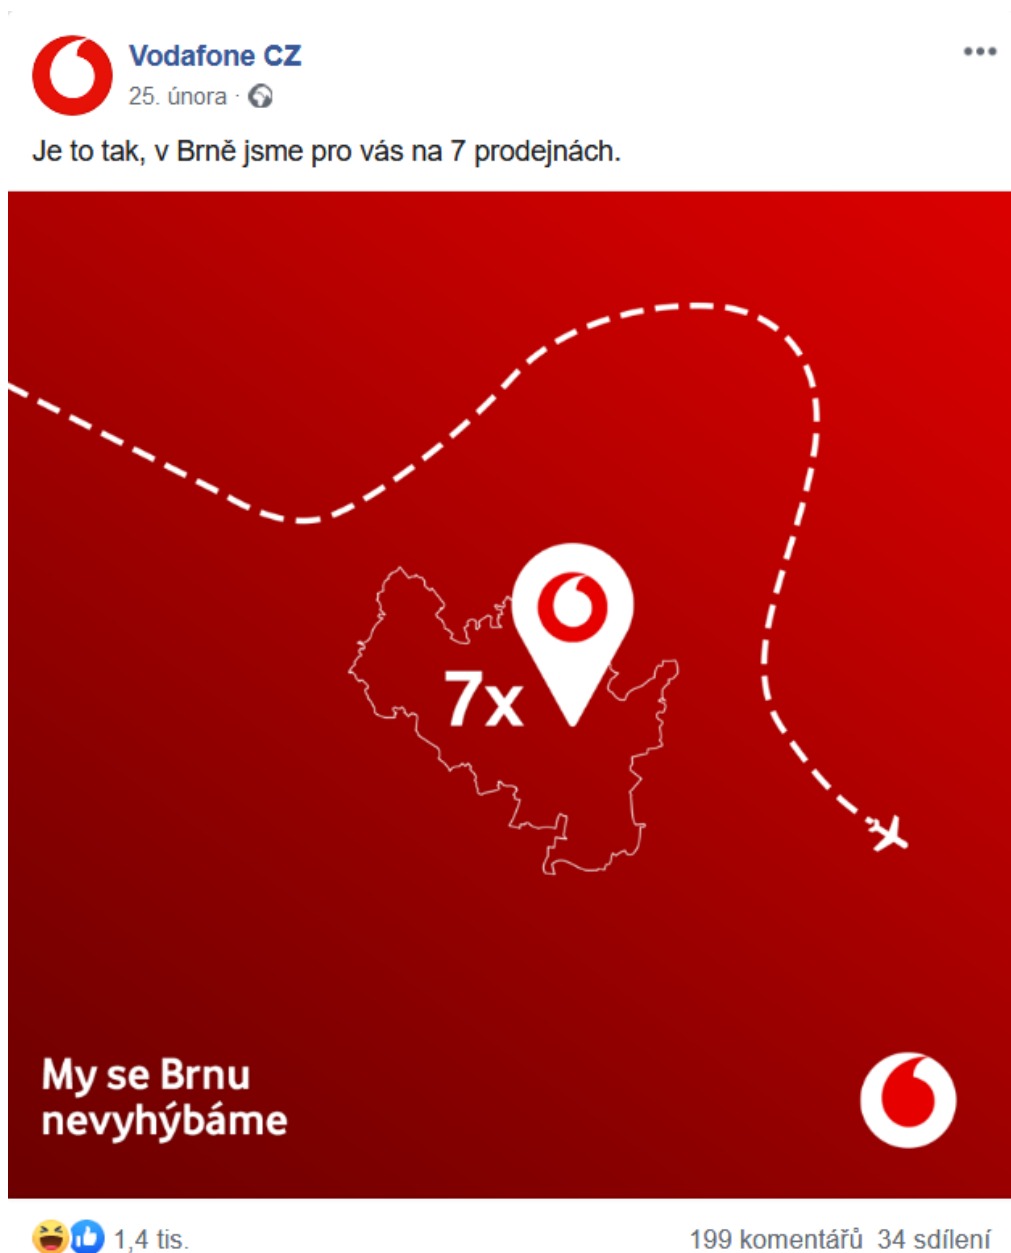 Vodafone CZ
25. února ·
Je to tak, v Brně jsme pro vás na 7 prodejnách.
7x
My se Brnu
nevyhýbáme
1,4 tis.
199 komentářů 34 sdílení